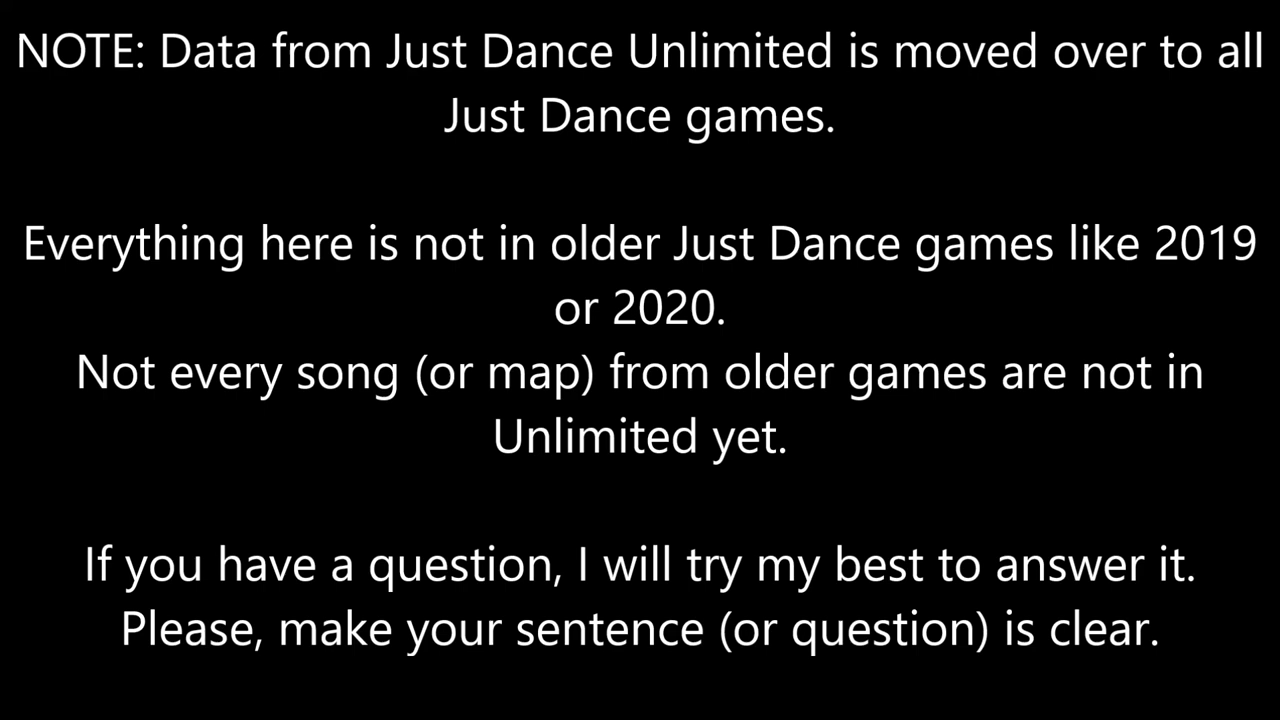 NOTE: Data from Just Dance Unlimited is moved over to all
Just Dance games.
Everything here is not in older Just Dance games like 2019
or 2020.
Not every song (or map) from older games are not in
Unlimited yet.
If you have a question, I will try my best to answer it.
Please, make your sentence (or question) is clear.